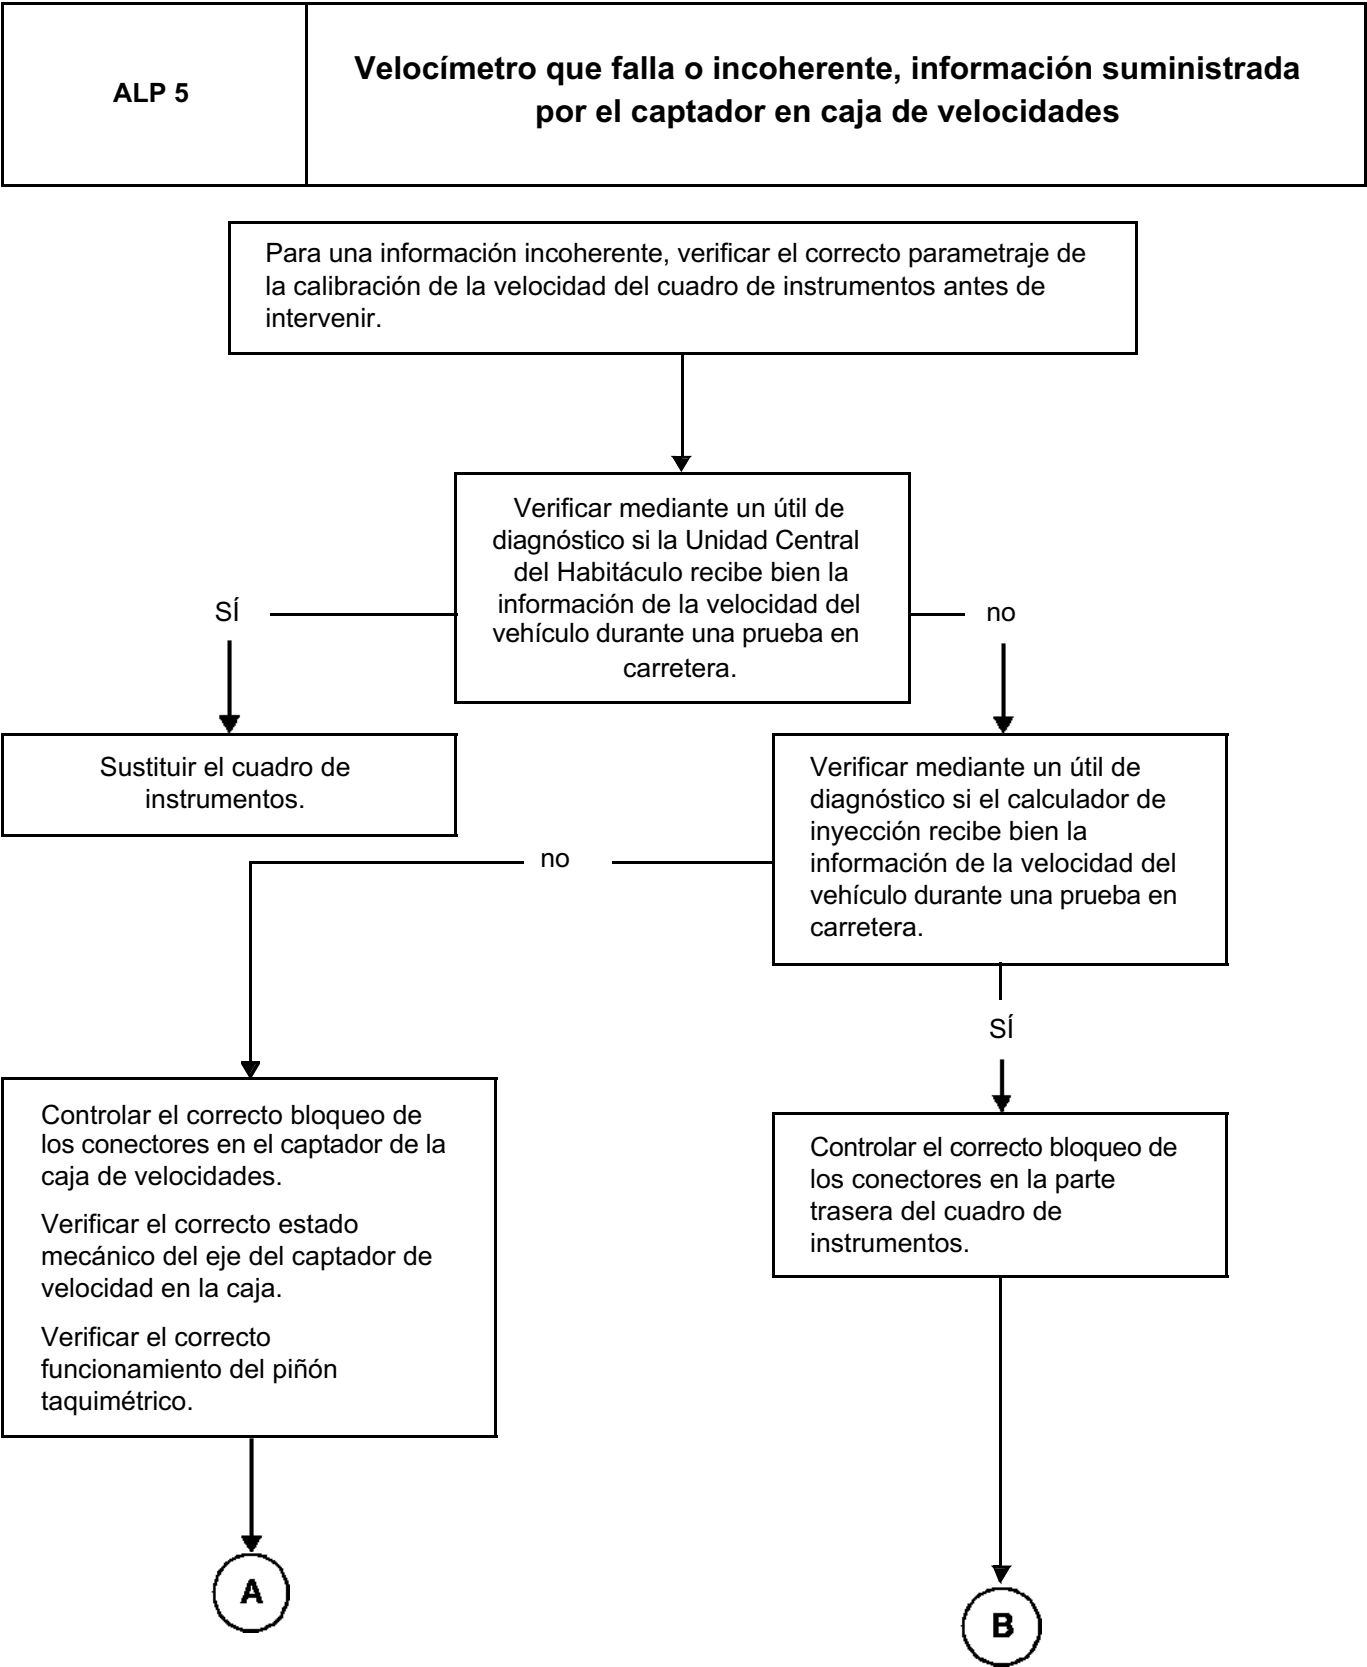 ALP 5
Velocímetro que falla o incoherente, información suministrada
por el captador en caja de velocidades
Para una información incoherente, verificar el correcto parametraje de
la calibración de la velocidad del cuadro de instrumentos antes de
intervenir.
Verificar mediante un útil de
diagnóstico si la Unidad Central
del Habitáculo recibe bien la
información de la velocidad del
vehículo durante una prueba en
carretera.
SÍ
no
Sustituir el cuadro de
instrumentos.
Verificar mediante un útil de
diagnóstico si el calculador de
inyección recibe bien la
información de la velocidad del
vehículo durante una prueba en
carretera.
no
SÍ
Controlar el correcto bloqueo de
los conectores en el captador de la
caja de velocidades.
Verificar el correcto estado
mecánico del eje del captador de
velocidad en la caja.
Verificar el correcto
funcionamiento del piñón
taquimétrico.
Controlar el correcto bloqueo de
los conectores en la parte
trasera del cuadro de
instrumentos.
A
B